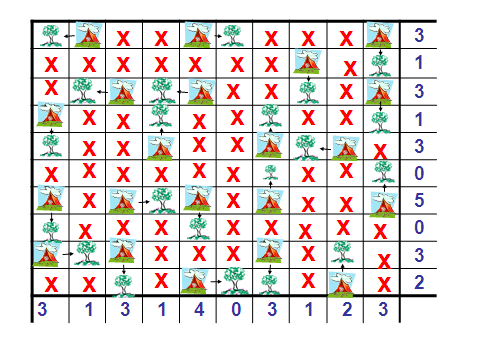 X X X X X 3
X X X X X X X X 1
X X X X 3
X X X X X X 1
X X X X X 3
X X X X X X X X X 0
X X X X 5
X X X X X X X X 0
X X X X X 3
X X X X X 2
3 1 3 1 4 0 3 1 2 3